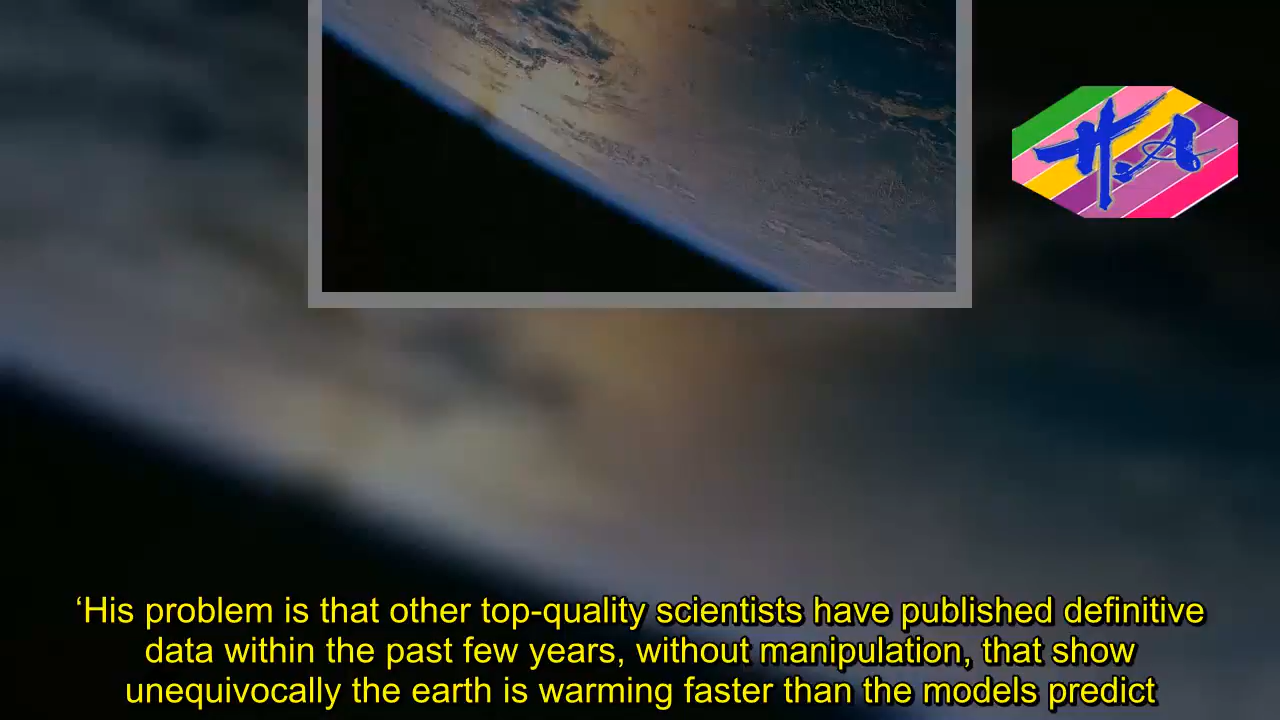 H.A
‘His problem is that other top-quality scientists have published definitive
data within the past few years, without manipulation, that show
unequivocally the earth is warming faster than the models predict